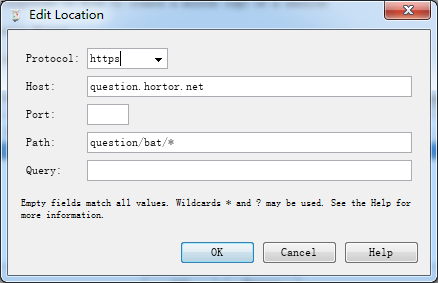 Edit Location
Protocol: https
Host: question.hortor.net
Port:
Path: question/bat/*
Query:
Empty fields match all values. Wildcards * and ? may be used. See the Help for
more information.
OK Cancel Help